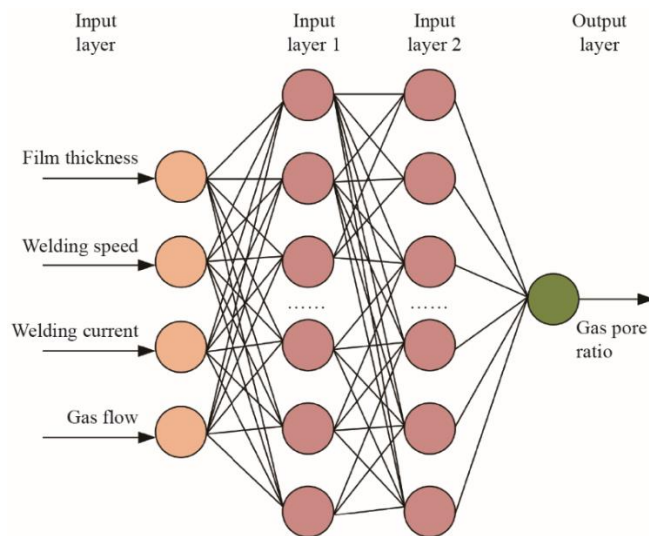 Input
layer
Input
layer 1
Input
layer 2
Output
layer
Film thickness
Welding speed
......
......
Welding current
Gas pore
ratio
Gas flow